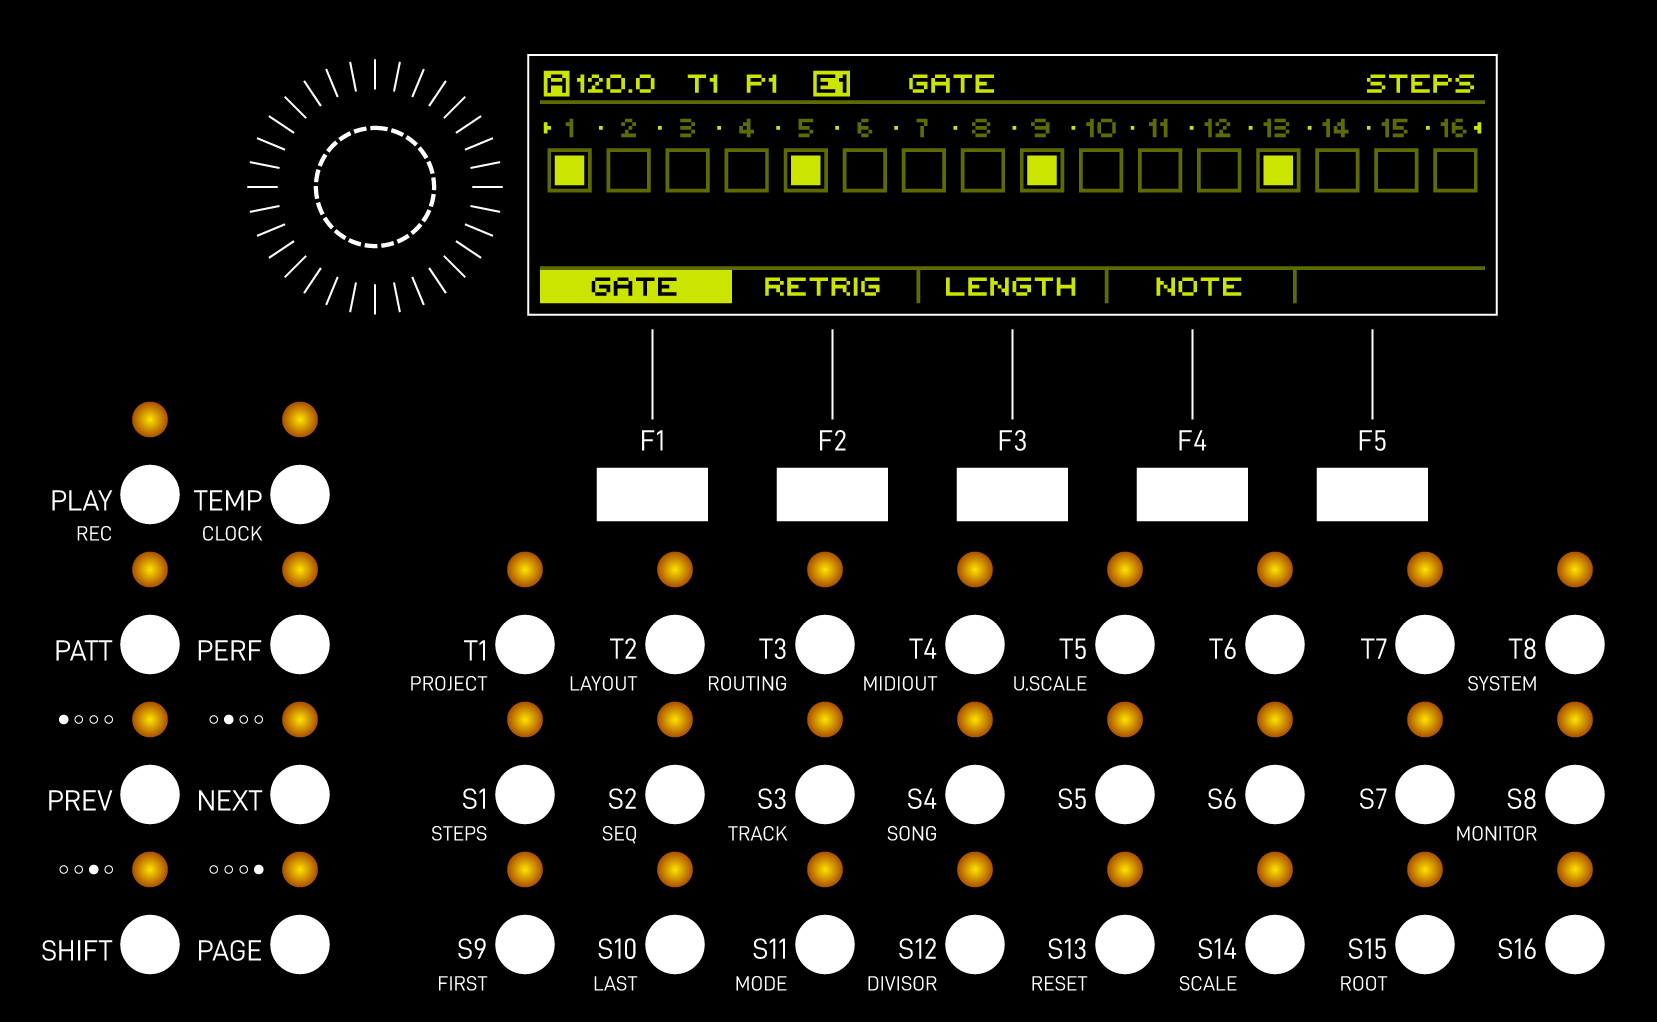 A 120.0 T1 P1 E1 GATE STEPS
1 2 3 4 5 6 7 8 9 10 11 12 13 14 15 16
GATE RETRIG LENGTH NOTE
F1 F2 F3 F4 F5
PLAY TEMP
REC CLOCK
PATT PERF T1 T2 T3 T4 T5 T6 T7 T8
PROJECT LAYOUT ROUTING MIDIOUT U.SCALE SYSTEM
PREV NEXT S1 S2 S3 S4 S5 S6 S7 S8
STEPS SEQ TRACK SONG MONITOR
SHIFT PAGE S9 S10 S11 S12 S13 S14 S15 S16
FIRST LAST MODE DIVISOR RESET SCALE ROOT